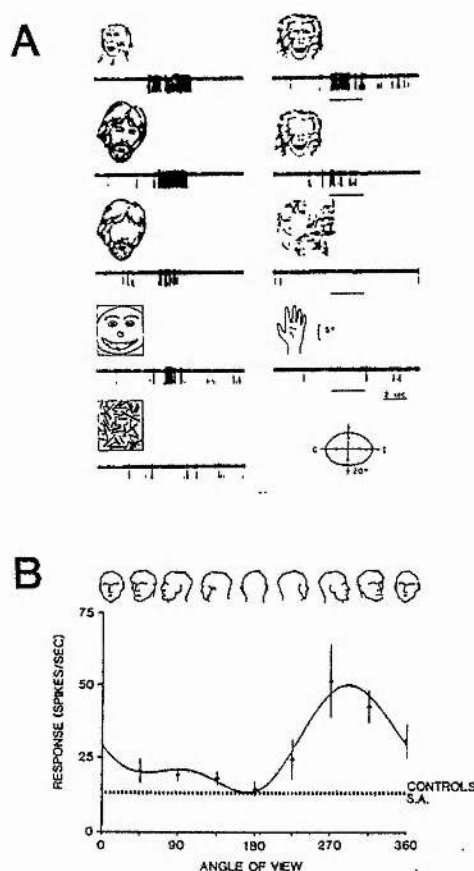 A
5°
2 sec
C
I
20°
B
75
50
25
0
RESPONSE (SPIKES/SEC)
CONTROLS
S.A.
0
90
180
270
360
ANGLE OF VIEW